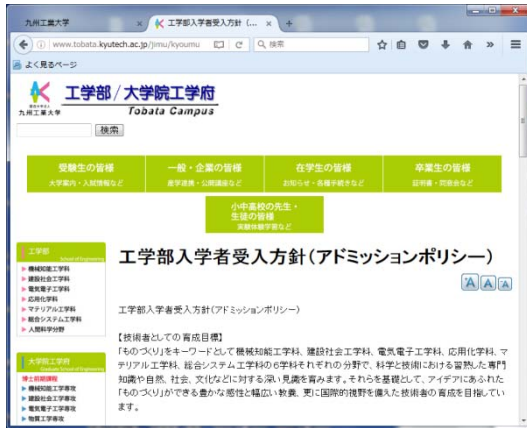 九州工業大学
工学部入学者受入方針 (...
www.tobata.kyutech.ac.jp/jimu/kyoumu
検索
よく見るページ
九州工業大学
工学部/大学院工学府
Tobata Campus
検索
受験生の皆様
大学案内・入試情報など
一般・企業の皆様
産学連携・公開講座など
在学生の皆様
お知らせ・各種手続きなど
卒業生の皆様
証明書・同窓会など
小中高校の先生・
生徒の皆様
実験体験学習など
工学部
School of Engineering
機械知能工学科
建設社会工学科
電気電子工学科
応用化学科
マテリアル工学科
総合システム工学科
人間科学分野
大学院工学府
Graduate School of Engineering
博士前期課程
機械知能工学専攻
建設社会工学専攻
電気電子工学専攻
物質工学専攻
工学部入学者受入方針(アドミッションポリシー)
A A A
工学部入学者受入方針(アドミッションポリシー)
【技術者としての育成目標】
「ものづくり」をキーワードとして機械知能工学科、建設社会工学科、電気電子工学科、応用化学科、マ
テリアル工学科、総合システム工学科の6学科それぞれの分野で、科学と技術における習熟した専門
知識や自然、社会、文化などに対する深い見識を育みます。それらを基礎として、アイデアにあふれた
「ものづくり」ができる豊かな感性と幅広い教養、更に国際的視野を備えた技術者の育成を目指してい
ます。